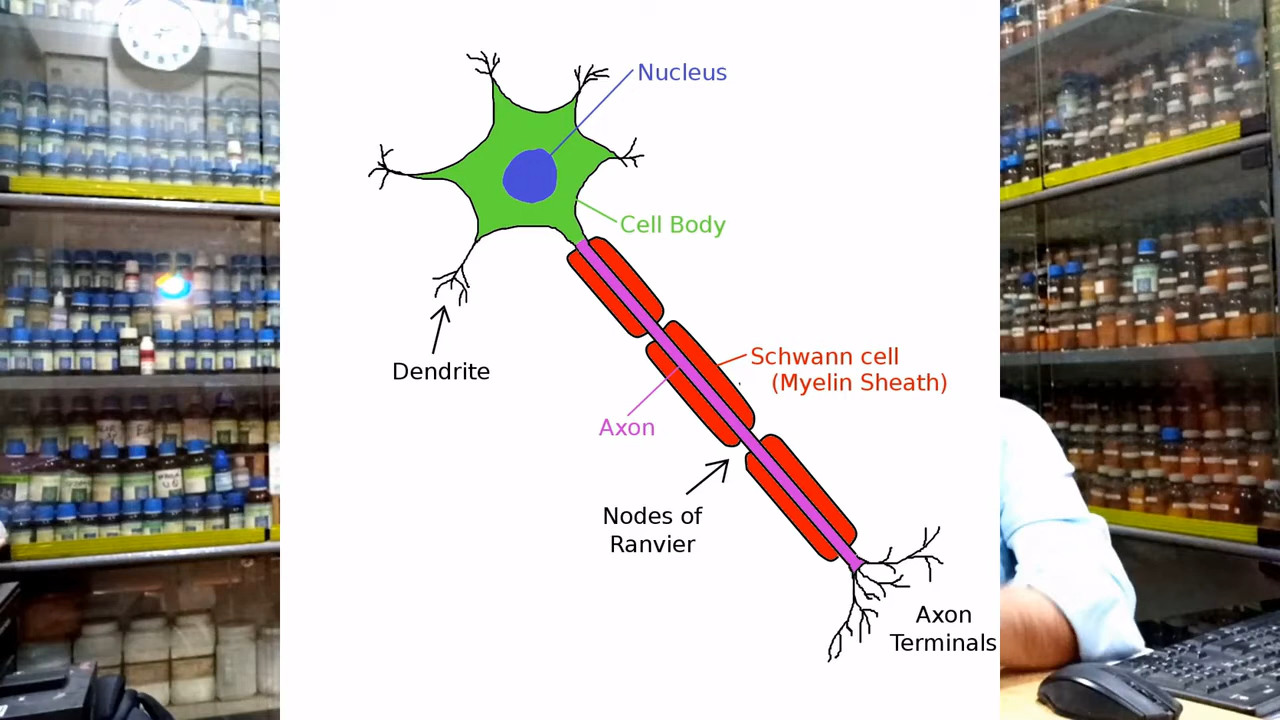 Nucleus
Cell Body
Dendrite
Schwann cell
(Myelin Sheath)
Axon
Nodes of
Ranvier
Axon
Terminals